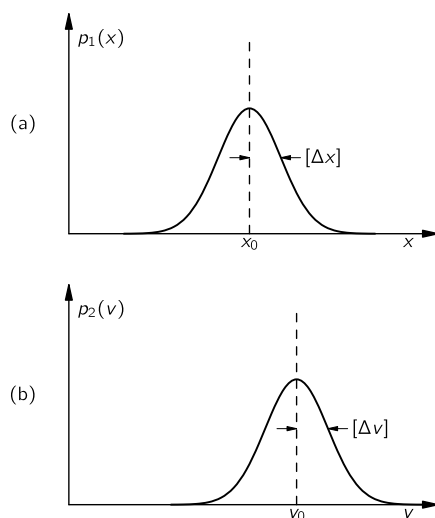 p₁(x)
(a)
[Δx]
x₀
x
p₂(v)
(b)
[Δv]
v₀
v